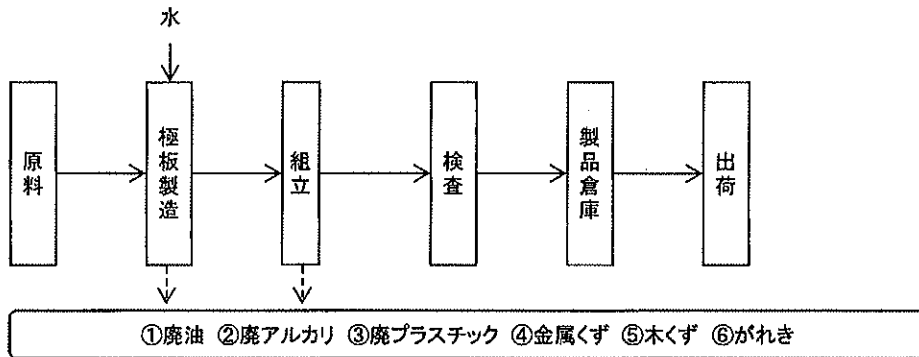 水
原料
極板製造
組立
検査
製品倉庫
出荷
①廃油 ②廃アルカリ ③廃プラスチック ④金属くず ⑤木くず ⑥がれき